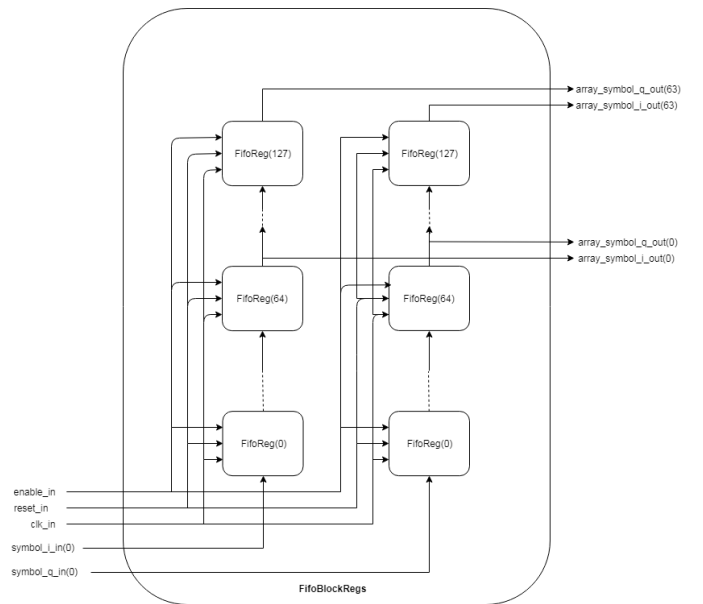 array_symbol_q_out(63)
array_symbol_i_out(63)
FifoReg(127)
FifoReg(127)
array_symbol_q_out(0)
array_symbol_i_out(0)
FifoReg(64)
FifoReg(64)
FifoReg(0)
FifoReg(0)
enable_in
reset_in
clk_in
symbol_i_in(0)
symbol_q_in(0)
FifoBlockRegs